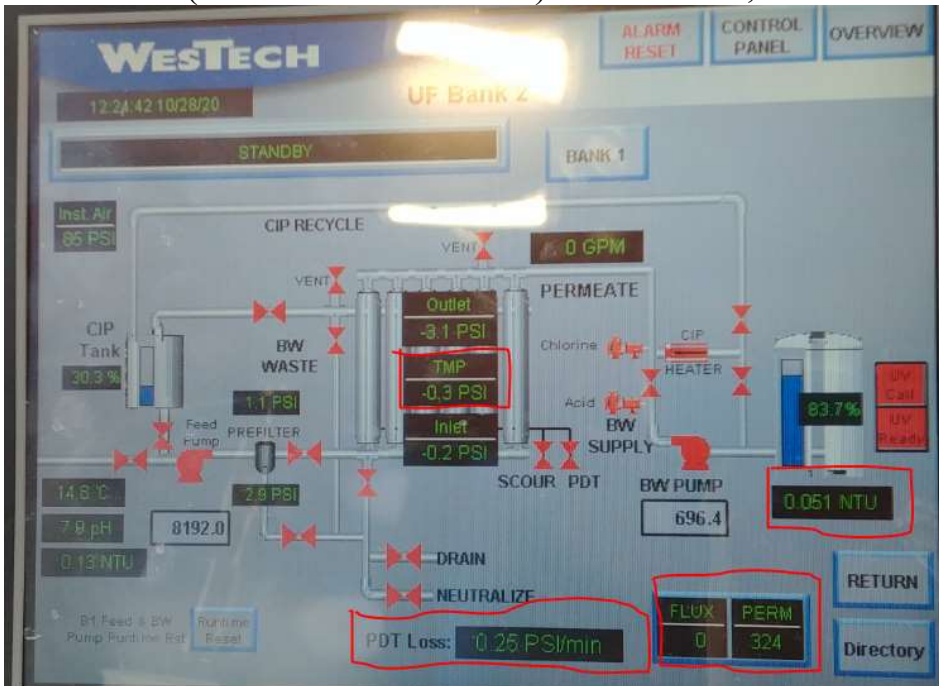 WESTECH
ALARM
RESET
CONTROL
PANEL
OVERVIEW
12:24:42 10/28/20
UF Bank 2
STANDBY
BANK 1
Inst. Air
85 PSI
CIP RECYCLE
VENT
0 GPM
VENT
PERMEATE
Outlet
-3.1 PSI
CIP
Tank
30.3 %
BW
WASTE
TMP
-0.3 PSI
Chlorine
CIP
HEATER
Acid
83.7%
UV
Call
UV
Ready
1.1 PSI
Feed
Pump
PREFILTER
Inlet
-0.2 PSI
BW
SUPPLY
SCOUR PDT
BW PUMP
0.051 NTU
14.8 °C
2.9 PSI
696.4
7.9 pH
8192.0
0.13 NTU
DRAIN
NEUTRALIZE
RETURN
B1 Feed & BW
Pump Runtime Rst
Runtime
Reset
PDT Loss: 0.25 PSI/min
FLUX PERM
0 324
Directory